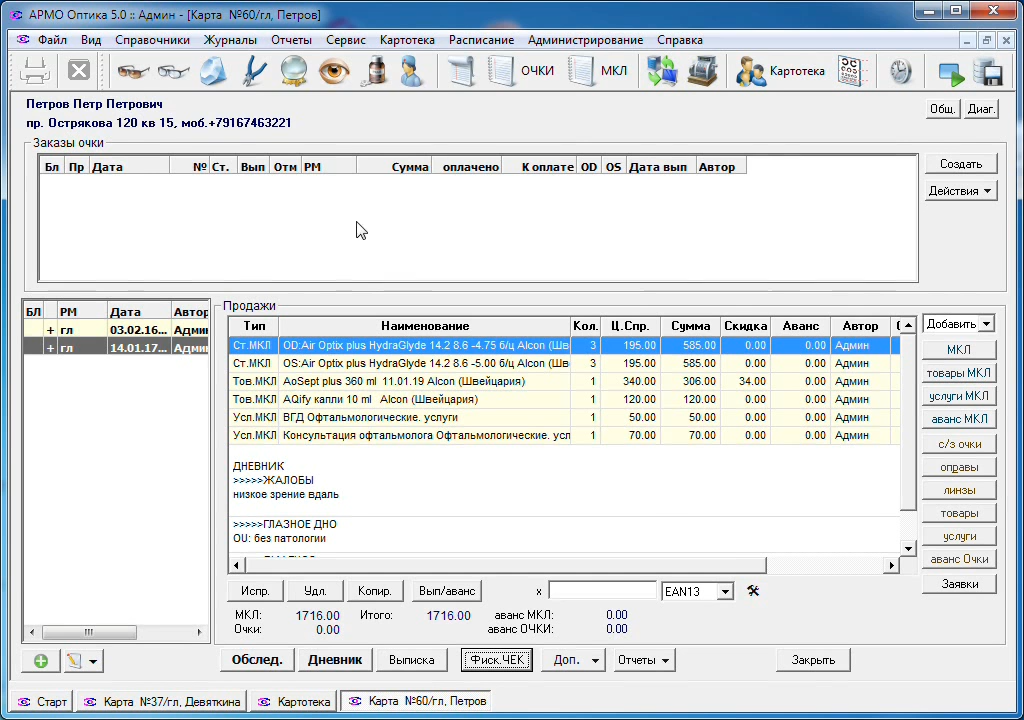 АРМО Оптика 5.0 :: Админ - [Карта №60/гл, Петров]
Файл Вид Справочники Журналы Отчеты Сервис Картотека Расписание Администрирование Справка
ОЧКИ МКЛ Картотека
Петров Петр Петрович
пр. Острякова 120 кв 15, моб.+79167463221
Общ. Диаг.
Заказы очки
Бл Пр Дата № Ст. Вып Отм РМ Сумма оплачено К оплате OD OS Дата вып Автор
Создать
Действия
БЛ РМ Дата Автор
+ гл 03.02.16... Админ
+ гл 14.01.17... Админ
Продажи
Тип Наименование Кол. Ц.Спр. Сумма Скидка Аванс Автор
Ст.МКЛ OD:Air Optix plus HydraGlyde 14.2 8.6 -4.75 б/ц Alcon (Шв 3 195.00 585.00 0.00 0.00 Админ
Ст.МКЛ OS:Air Optix plus HydraGlyde 14.2 8.6 -5.00 б/ц Alcon (Шв 3 195.00 585.00 0.00 0.00 Админ
Тов.МКЛ AoSept plus 360 ml 11.01.19 Alcon (Швейцария) 1 340.00 306.00 34.00 0.00 Админ
Тов.МКЛ AQify капли 10 ml Alcon (Швейцария) 1 120.00 120.00 0.00 0.00 Админ
Усл.МКЛ ВГД Офтальмологические. услуги 1 50.00 50.00 0.00 0.00 Админ
Усл.МКЛ Консультация офтальмолога Офтальмологические. усл 1 70.00 70.00 0.00 0.00 Админ
ДНЕВНИК
>>>>>ЖАЛОБЫ
низкое зрение вдаль
>>>>>ГЛАЗНОЕ ДНО
OU: без патологии
Добавить
МКЛ
товары МКЛ
услуги МКЛ
аванс МКЛ
с/з очки
оправы
линзы
товары
услуги
аванс Очки
Заявки
Испр. Удл. Копир. Вып/аванс x EAN13
МКЛ: 1716.00 Итого: 1716.00 аванс МКЛ: 0.00
Очки: 0.00 аванс ОЧКИ: 0.00
Обслед. Дневник Выписка Фиск.ЧЕК Доп. Отчеты Закрыть
Старт Карта №37/гл, Девяткина Картотека Карта №60/гл, Петров